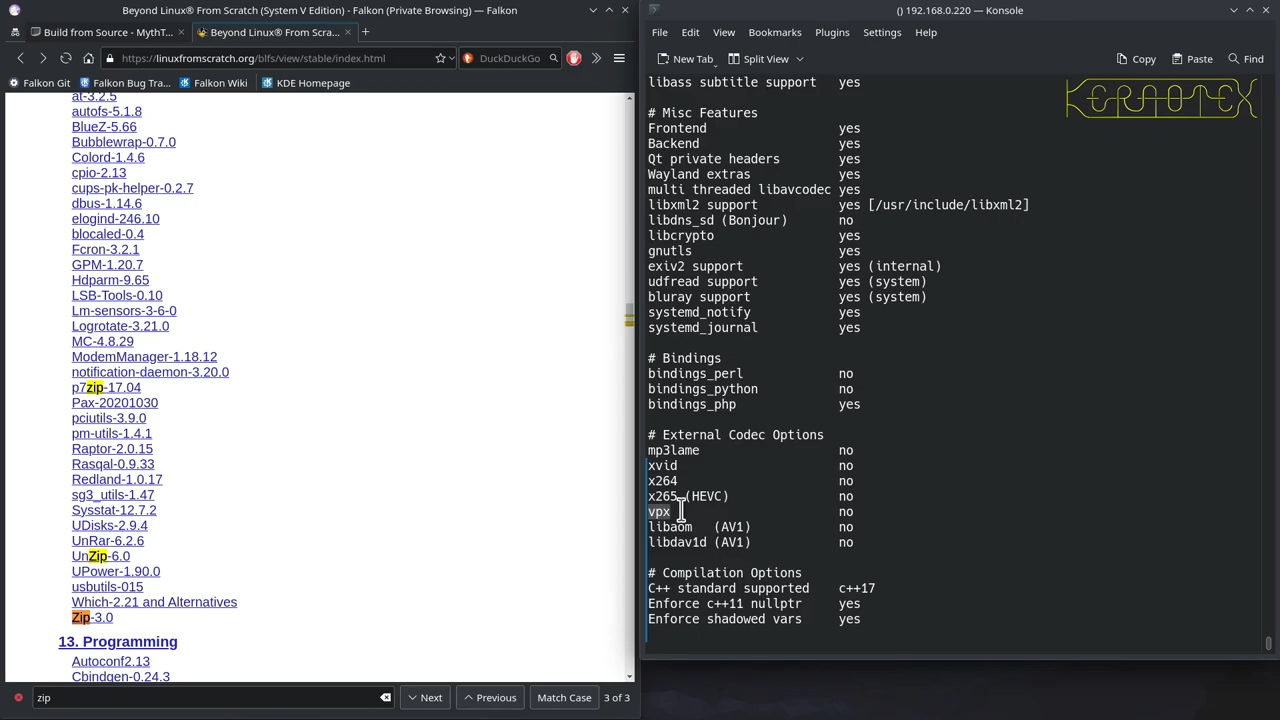 Beyond Linux® From Scratch (System V Edition) - Falkon (Private Browsing) — Falkon
Build from Source - MythT...
Beyond Linux® From Scra...
https://linuxfromscratch.org/blfs/view/stable/index.html
DuckDuckGo
Falkon Git
Falkon Bug Tra...
Falkon Wiki
KDE Homepage
at-3.2.5
autofs-5.1.8
BlueZ-5.66
Bubblewrap-0.7.0
Colord-1.4.6
cpio-2.13
cups-pk-helper-0.2.7
dbus-1.14.6
elogind-246.10
blocaled-0.4
Fcron-3.2.1
GPM-1.20.7
Hdparm-9.65
LSB-Tools-0.10
Lm-sensors-3-6-0
Logrotate-3.21.0
MC-4.8.29
ModemManager-1.18.12
notification-daemon-3.20.0
p7zip-17.04
Pax-20201030
pciutils-3.9.0
pm-utils-1.4.1
Raptor-2.0.15
Rasqal-0.9.33
Redland-1.0.17
sg3_utils-1.47
Sysstat-12.7.2
UDisks-2.9.4
UnRar-6.2.6
UnZip-6.0
UPower-1.90.0
usbutils-015
Which-2.21 and Alternatives
Zip-3.0
13. Programming
Autoconf2.13
Cbindgen-0.24.3
zip
Next
Previous
Match Case
3 of 3
() 192.168.0.220 — Konsole
File Edit View Bookmarks Plugins Settings Help
New Tab
Split View
Copy
Paste
Find
KERAOTEX
libass subtitle support yes
# Misc Features
Frontend yes
Backend yes
Qt private headers yes
Wayland extras yes
multi threaded libavcodec yes
libxml2 support yes [/usr/include/libxml2]
libdns_sd (Bonjour) no
libcrypto yes
gnutls yes
exiv2 support yes (internal)
udfread support yes (system)
bluray support yes (system)
systemd_notify yes
systemd_journal yes
# Bindings
bindings_perl no
bindings_python no
bindings_php yes
# External Codec Options
mp3lame no
xvid no
x264 no
x265 (HEVC) no
vpx no
libaom (AV1) no
libdav1d (AV1) no
# Compilation Options
C++ standard supported c++17
Enforce c++11 nullptr yes
Enforce shadowed vars yes